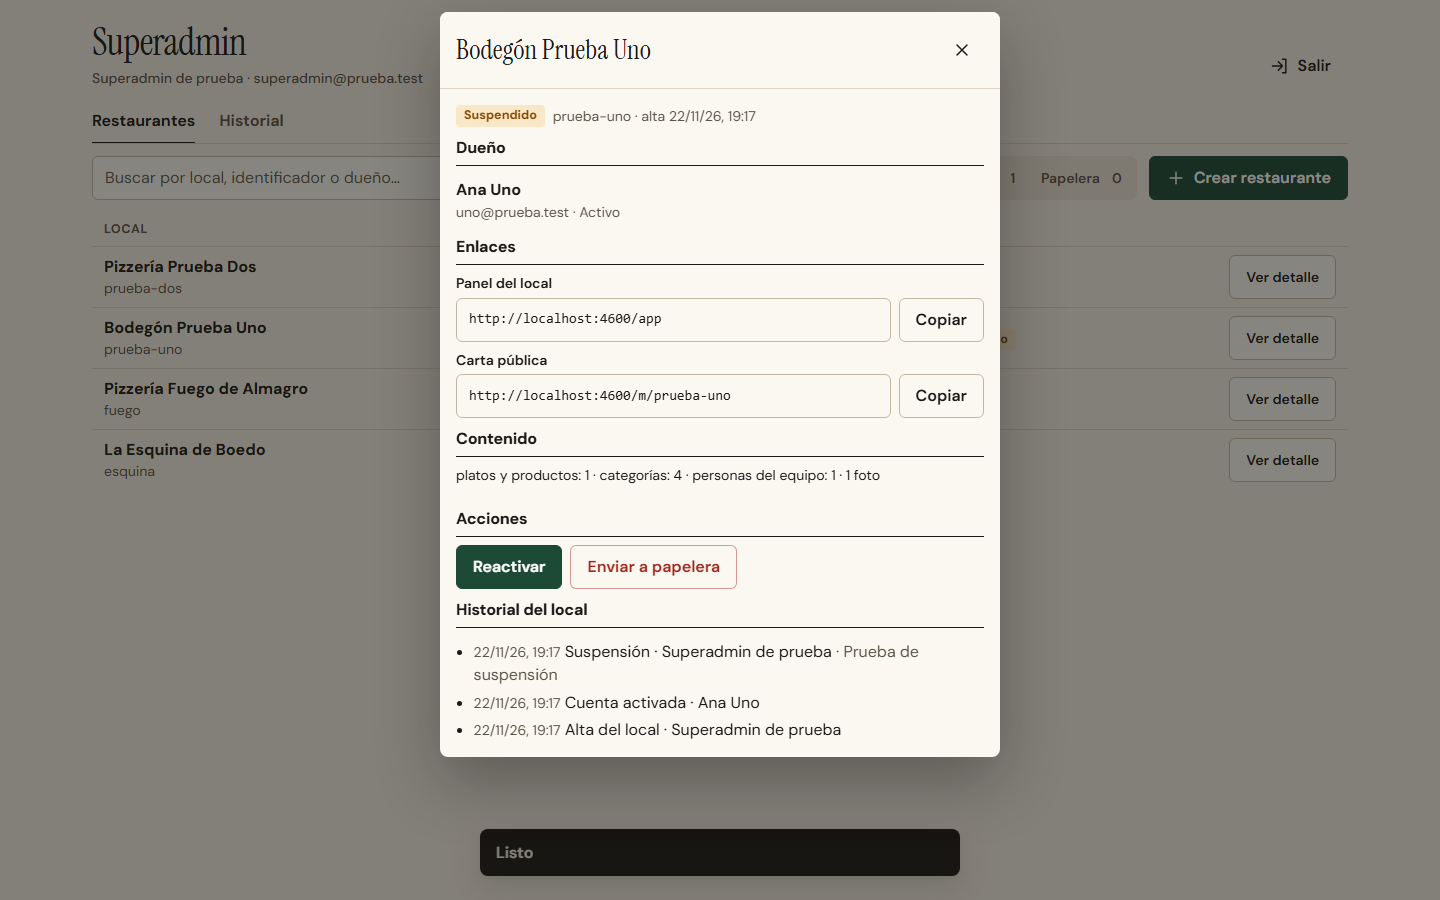 Superadmin
Superadmin de prueba · superadmin@prueba.test
Salir
Restaurantes
Historial
Buscar por local, identificador o dueño...
1
Papelera 0
Crear restaurante
LOCAL
Pizzería Prueba Dos
prueba-dos
Ver detalle
Bodegón Prueba Uno
prueba-uno
Ver detalle
Pizzería Fuego de Almagro
fuego
Ver detalle
La Esquina de Boedo
esquina
Ver detalle
Bodegón Prueba Uno
Suspendido prueba-uno · alta 22/11/26, 19:17
Dueño
Ana Uno
uno@prueba.test · Activo
Enlaces
Panel del local
http://localhost:4600/app
Copiar
Carta pública
http://localhost:4600/m/prueba-uno
Copiar
Contenido
platos y productos: 1 · categorías: 4 · personas del equipo: 1 · 1 foto
Acciones
Reactivar
Enviar a papelera
Historial del local
22/11/26, 19:17 Suspensión · Superadmin de prueba · Prueba de
suspensión
22/11/26, 19:17 Cuenta activada · Ana Uno
22/11/26, 19:17 Alta del local · Superadmin de prueba
Listo